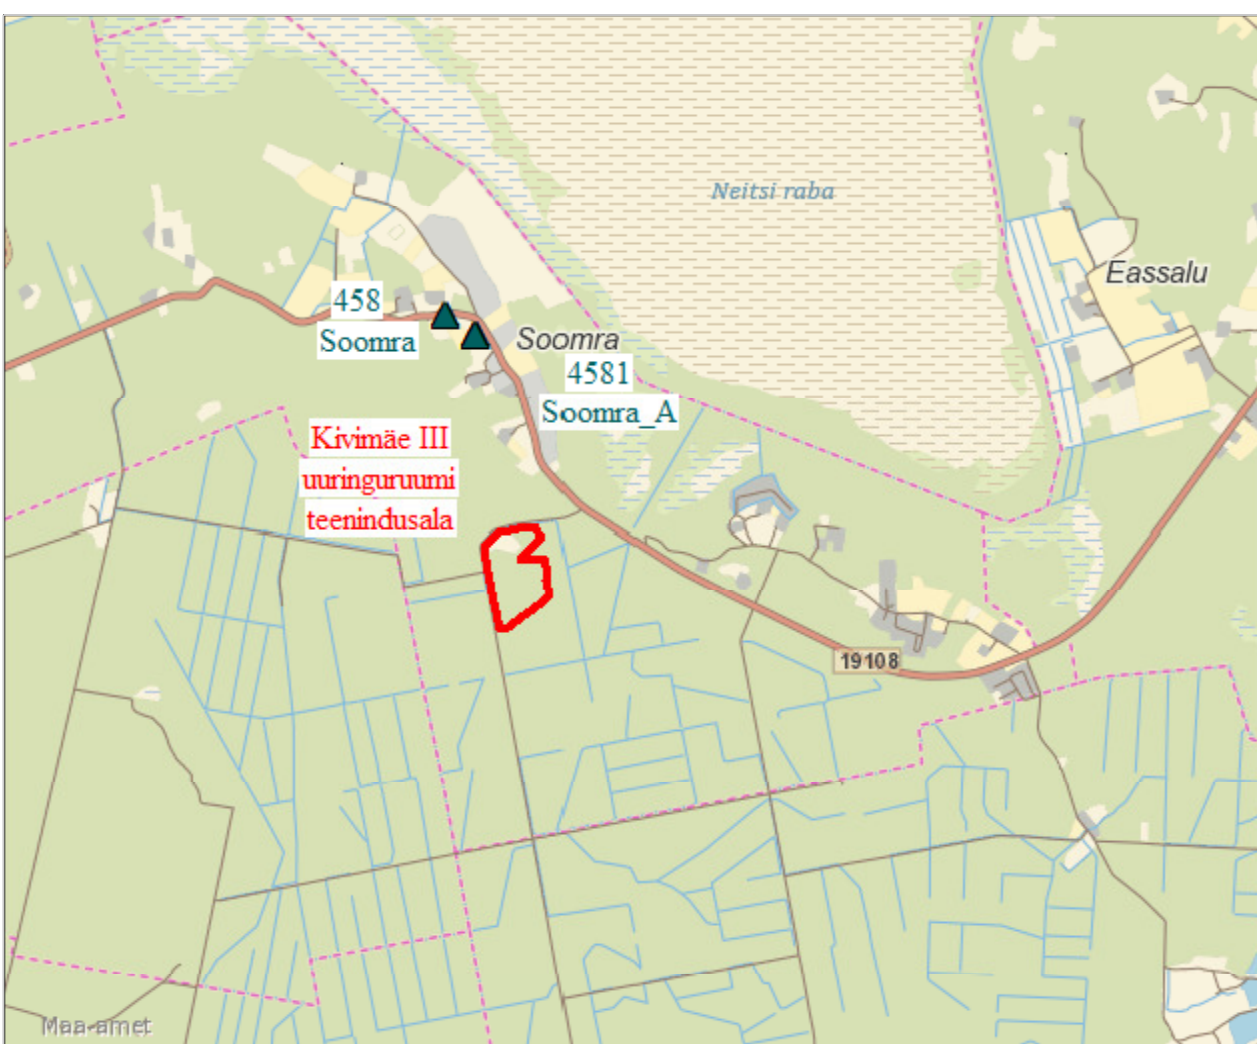 Neitsi raba
Eassalu
458
Soomra
Soomra
4581
Soomra_A
Kivimäe III
uuringuruumi
teenindusala
19108
Maa-amet